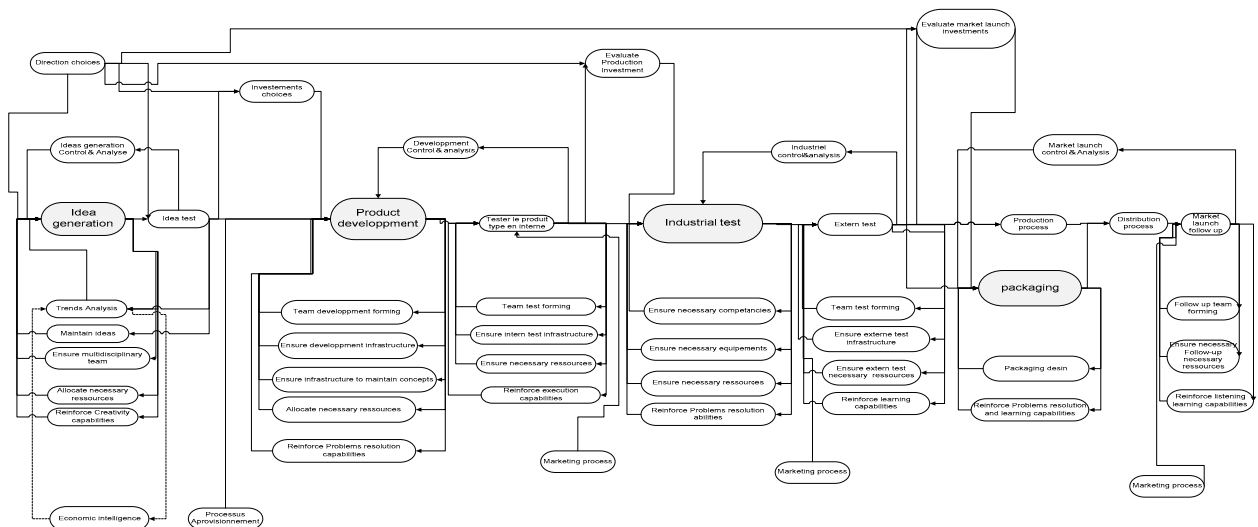 Evaluate market launch
investments
Direction choices
Evaluate
Production
Investment
Investements
choices
Ideas generation
Control & Analyse
Developpment
Control & analysis
Industriel
control&analysis
Market launch
control & Analysis
Idea
generation
Idea test
Product
developpment
Tester le produit
type en interne
Industrial test
Extern test
Production
process
Distribution
process
Market
launch
follow up
packaging
Trends Analysis
Maintain ideas
Ensure multidisciplinary
team
Allocate necessary
ressources
Reinforce Creativity
capabilities
Economic intelligence
Processus
Aprovisionnement
Team development forming
Ensure developpment infrastructure
Ensure infrastructure to maintain concepts
Allocate necessary ressources
Reinforce Problems resolution
capabilities
Team test forming
Ensure intern test infrastructure
Ensure necessary ressources
Reinforce execution
capabilities
Marketing process
Ensure necessary competancies
Ensure necessary equipements
Ensure necessary ressources
Reinforce Problems resolution
abilities
Team test forming
Ensure externe test
infrastructure
Ensure extern test
necessary ressources
Reinforce learning
capabilities
Marketing process
Packaging desin
Reinforce Problems resolution
and learning capabilities
Follow up team
forming
Ensure necessary
Follow-up
necessary
ressources
Reinforce listening
learning capabilities
Marketing process